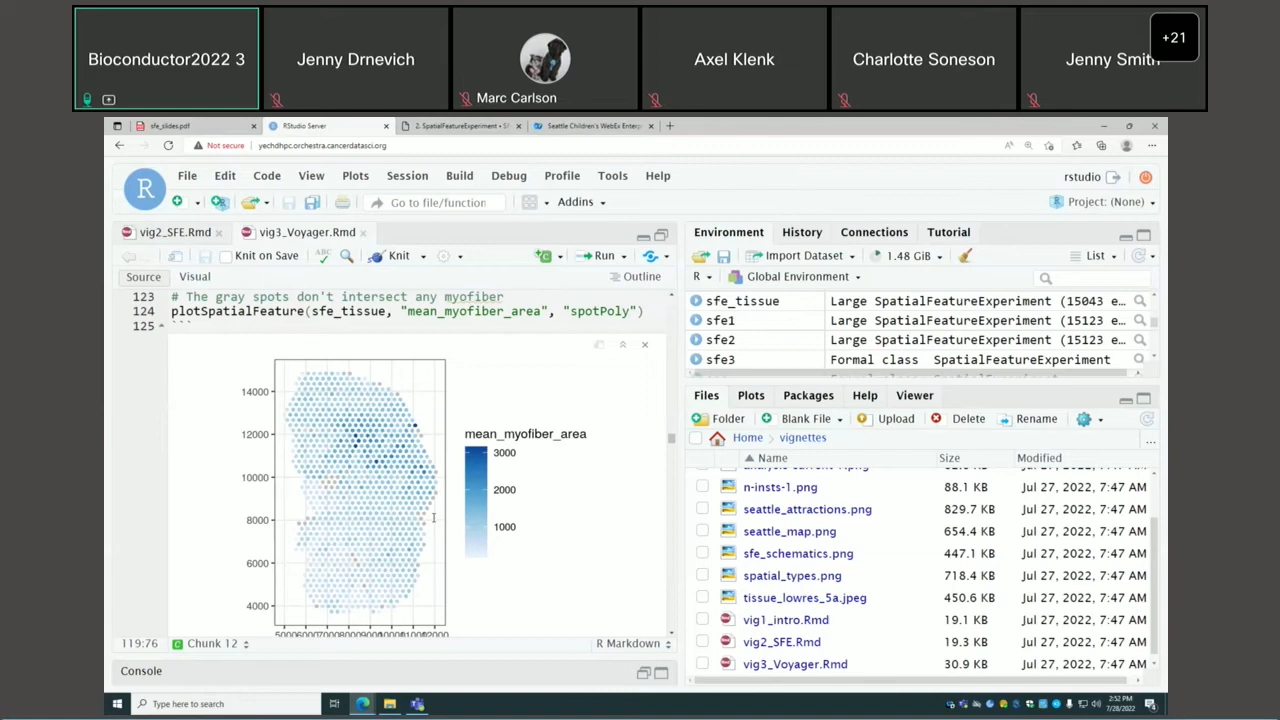 Bioconductor2022 3
Jenny Drnevich
Marc Carlson
Axel Klenk
Charlotte Soneson
Jenny Smith
+21
sfe_slides.pdf
RStudio Server
2. SpatialFeatureExperiment • SF
Seattle Children's WebEx Enterp
Not secure yechdhpc.orchestra.cancerdatasci.org
File Edit Code View Plots Session Build Debug Profile Tools Help
rstudio
Go to file/function
Addins
Project: (None)
vig2_SFE.Rmd
vig3_Voyager.Rmd
Knit on Save
ABC
Knit
Run
Source Visual
Outline
123 # The gray spots don't intersect any myofiber
124 plotSpatialFeature(sfe_tissue, "mean_myofiber_area", "spotPoly")
125 ```
14000
12000
10000
8000
6000
4000
mean_myofiber_area
3000
2000
1000
119:76 Chunk 12
R Markdown
Console
Environment History Connections Tutorial
Import Dataset 1.48 GiB List
R Global Environment
sfe_tissue Large SpatialFeatureExperiment (15043 e…
sfe1 Large SpatialFeatureExperiment (15123 e…
sfe2 Large SpatialFeatureExperiment (15123 e…
sfe3 Formal class SpatialFeatureExperiment
Files Plots Packages Help Viewer
Folder Blank File Upload Delete Rename
Home vignettes
Name Size Modified
n-insts-1.png 88.1 KB Jul 27, 2022, 7:47 AM
seattle_attractions.png 829.7 KB Jul 27, 2022, 7:47 AM
seattle_map.png 654.4 KB Jul 27, 2022, 7:47 AM
sfe_schematics.png 447.1 KB Jul 27, 2022, 7:47 AM
spatial_types.png 718.4 KB Jul 27, 2022, 7:47 AM
tissue_lowres_5a.jpeg 450.6 KB Jul 27, 2022, 7:47 AM
vig1_intro.Rmd 19.1 KB Jul 27, 2022, 7:47 AM
vig2_SFE.Rmd 19.3 KB Jul 27, 2022, 7:47 AM
vig3_Voyager.Rmd 30.9 KB Jul 27, 2022, 7:47 AM
Type here to search
2:52 PM
7/28/2022